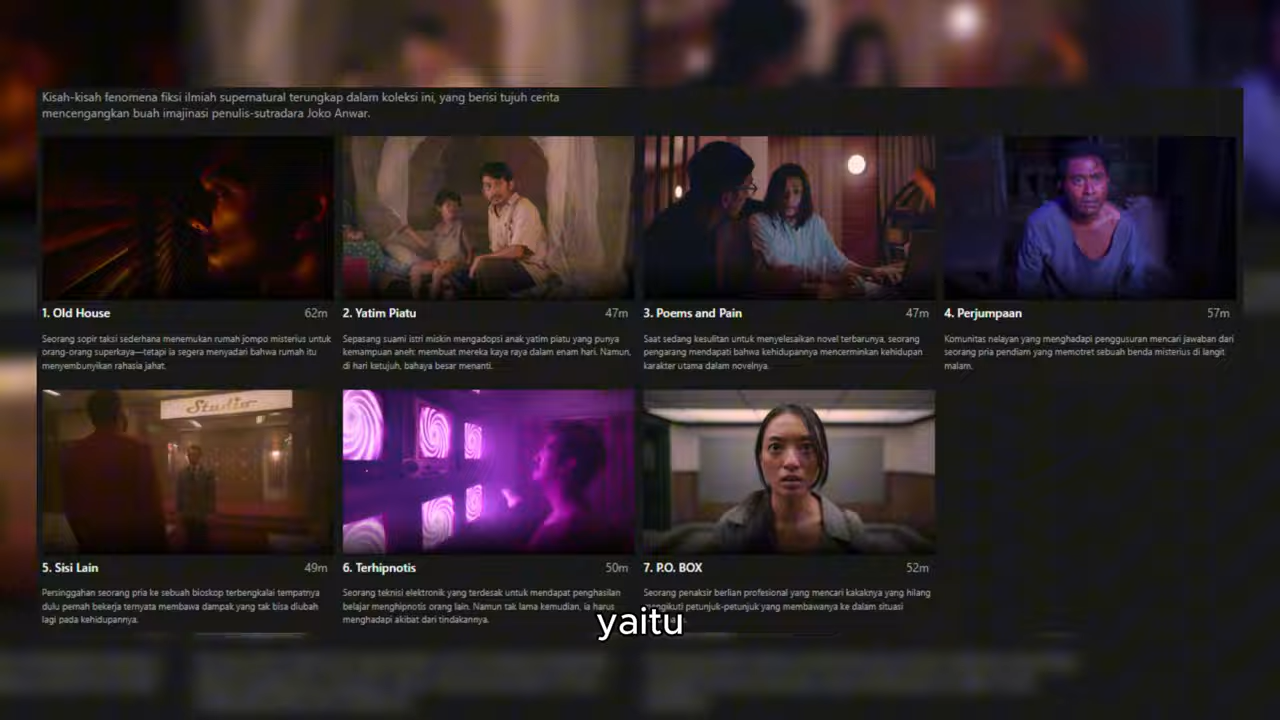 Kisah-kisah fenomena fiksi ilmiah supernatural terungkap dalam koleksi ini, yang berisi tujuh cerita
mencengangkan buah imajinasi penulis-sutradara Joko Anwar.
1. Old House 62m
Seorang sopir taksi sederhana menemukan rumah jompo misterius untuk
orang-orang superkaya—tetapi ia segera menyadari bahwa rumah itu
menyembunyikan rahasia jahat.
2. Yatim Piatu 47m
Sepasang suami istri miskin mengadopsi anak yatim piatu yang punya
kemampuan aneh: membuat mereka kaya raya dalam enam hari. Namun,
di hari ketujuh, bahaya besar menanti.
3. Poems and Pain 47m
Saat sedang kesulitan untuk menyelesaikan novel terbarunya, seorang
pengarang mendapati bahwa kehidupannya mencerminkan kehidupan
karakter utama dalam novelnya.
4. Perjumpaan 57m
Komunitas nelayan yang menghadapi penggusuran mencari jawaban dari
seorang pria pendiam yang memotret sebuah benda misterius di langit
malam.
Studio
5. Sisi Lain 49m
Persinggahan seorang pria ke sebuah bioskop terbengkalai tempatnya
dulu pernah bekerja ternyata membawa dampak yang tak bisa diubah
lagi pada kehidupannya.
6. Terhipnotis 50m
Seorang teknisi elektronik yang terdesak untuk mendapat penghasilan
belajar menghipnotis orang lain. Namun tak lama kemudian, ia harus
menghadapi akibat dari tindakannya.
7. P.O. BOX 52m
Seorang penaksir berlian profesional yang mencari kakaknya yang hilang
mengikuti petunjuk-petunjuk yang membawanya ke dalam situasi
yaitu